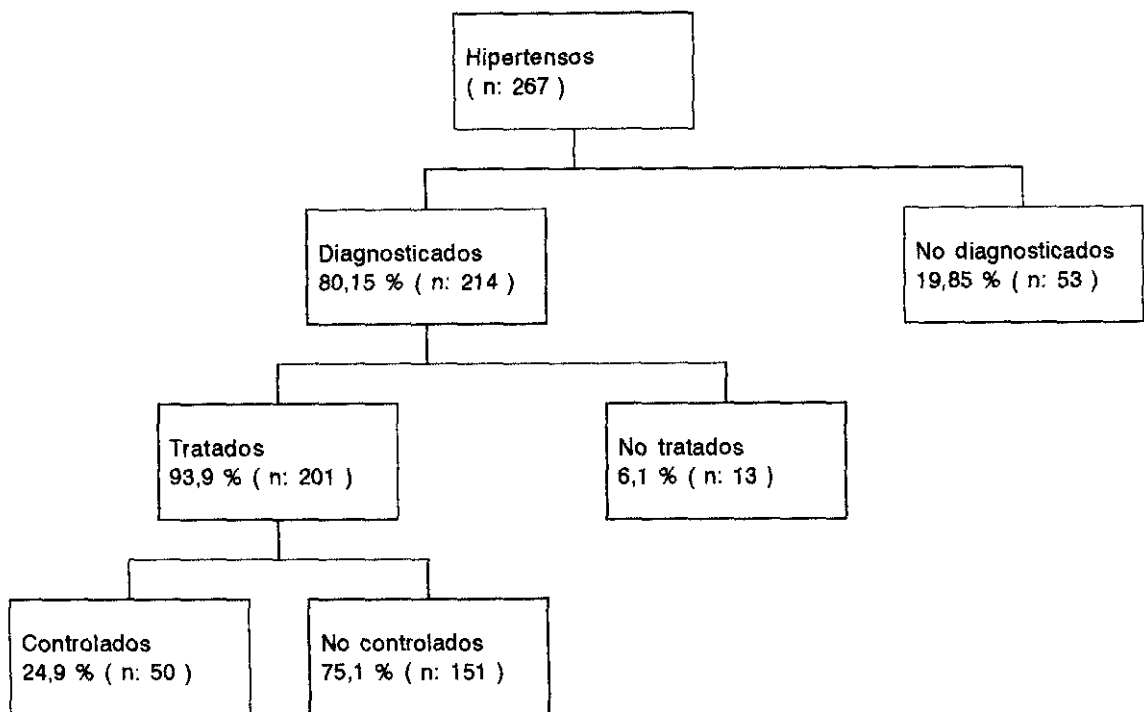 Hipertensos
( n: 267 )
Diagnosticados
80,15 % ( n: 214 )
No diagnosticados
19,85 % ( n: 53 )
Tratados
93,9 % ( n: 201 )
No tratados
6,1 % ( n: 13 )
Controlados
24,9 % ( n: 50 )
No controlados
75,1 % ( n: 151 )